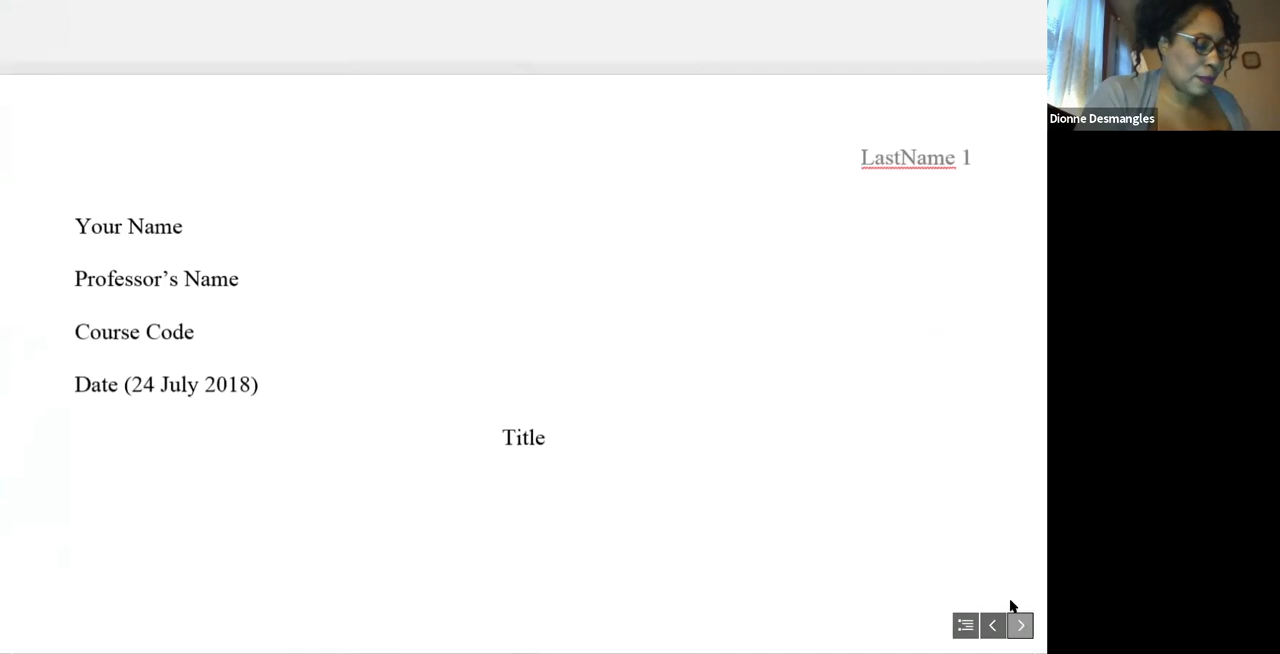 LastName 1
Your Name
Professor’s Name
Course Code
Date (24 July 2018)
Title
Dionne Desmangles